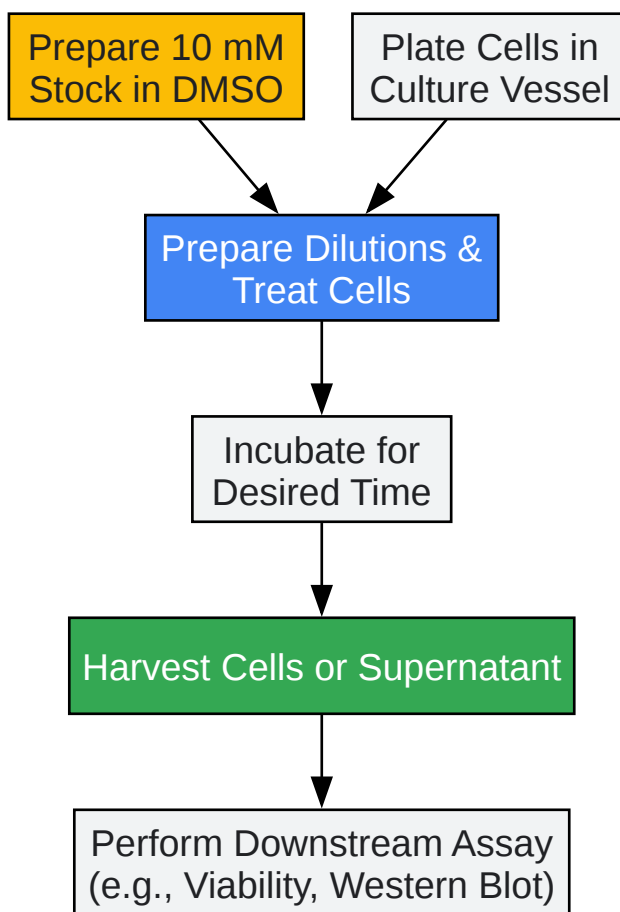 Prepare 10 mM
Stock in DMSO
Plate Cells in
Culture Vessel
Prepare Dilutions &
Treat Cells
Incubate for
Desired Time
Harvest Cells or Supernatant
Perform Downstream Assay
(e.g., Viability, Western Blot)